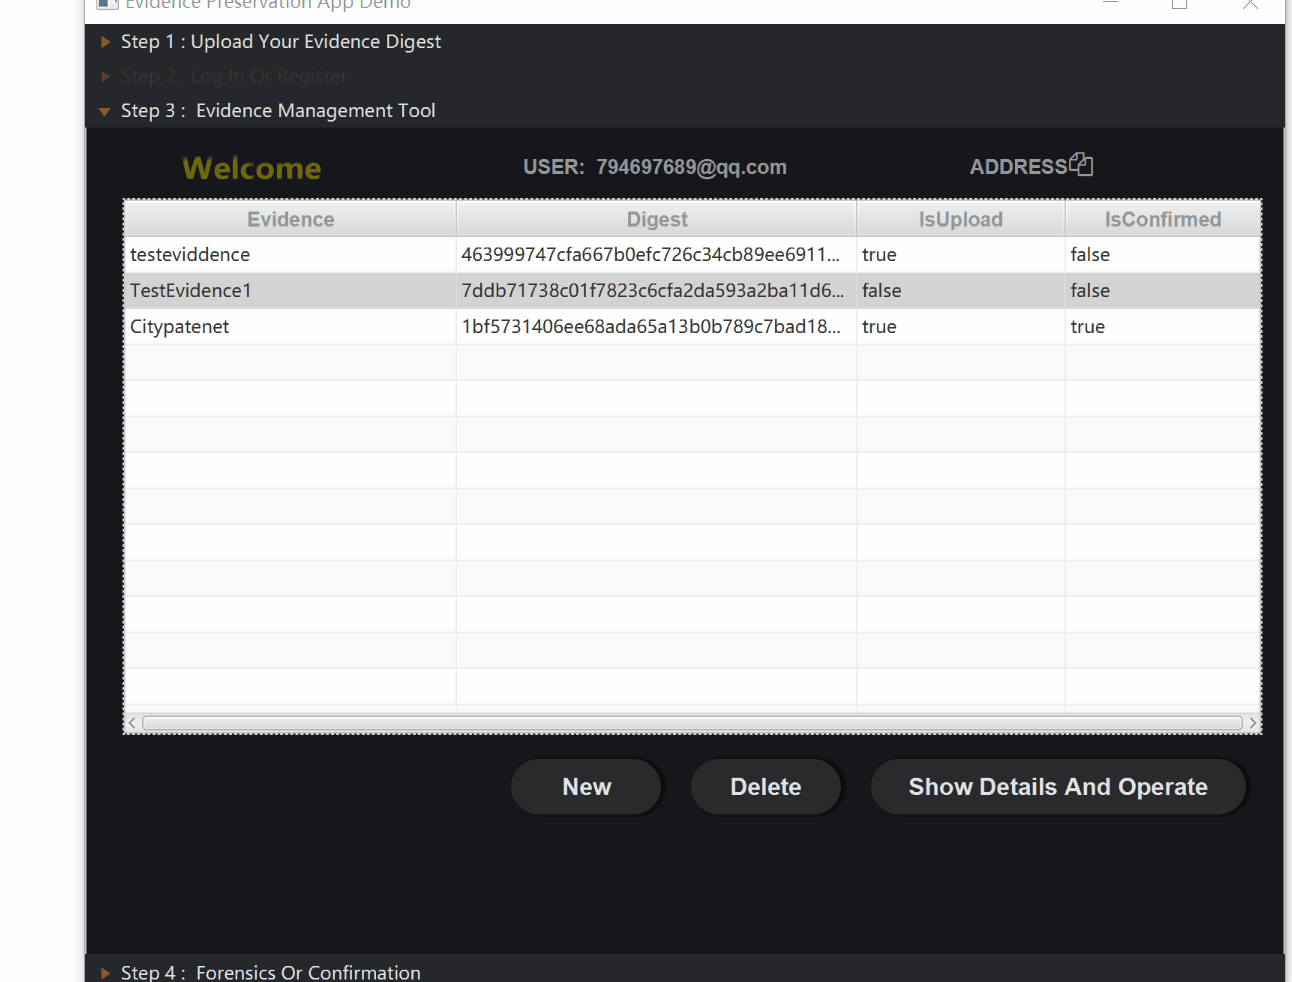 Evidence Preservation App Demo
Step 1 : Upload Your Evidence Digest
Step 2 : Log In Or Register
Step 3 :  Evidence Management Tool
Welcome USER:  794697689@qq.com ADDRESS
Evidence Digest IsUpload IsConfirmed
testeviddence 463999747cfa667b0efc726c34cb89ee6911... true false
TestEvidence1 7ddb71738c01f7823c6cfa2da593a2ba11d6... false false
Citypatenet 1bf5731406ee68ada65a13b0b789c7bad18... true true
New Delete Show Details And Operate
Step 4 :  Forensics Or Confirmation